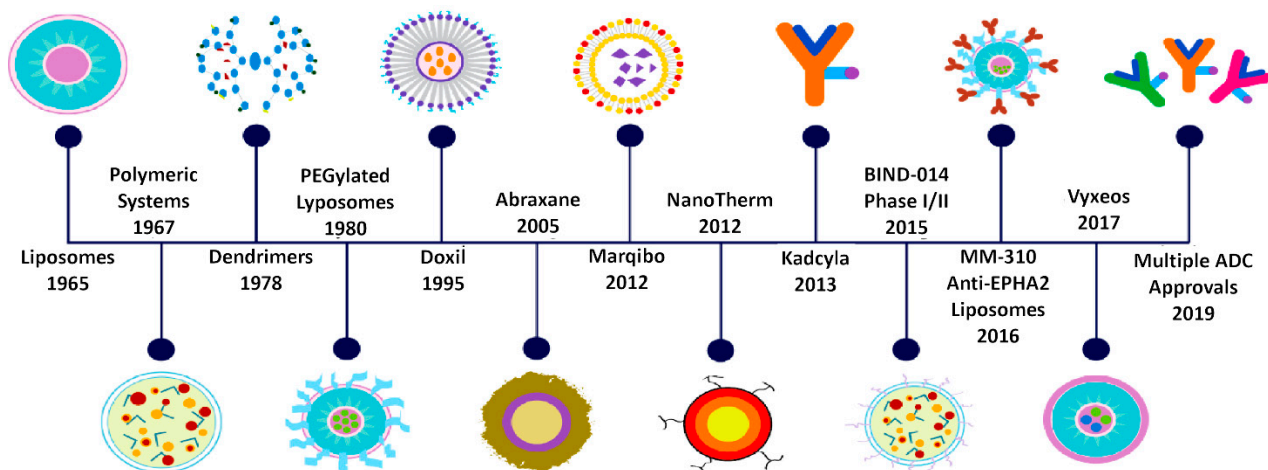 Polymeric
Systems
1967
PEGylated
Lyposomes
1980
Abraxane
2005
NanoTherm
2012
BIND-014
Phase I/II
2015
Vyxeos
2017
Liposomes
1965
Dendrimers
1978
Doxil
1995
Marqibo
2012
Kadcyla
2013
MM-310
Anti-EPHA2
Liposomes
2016
Multiple ADC
Approvals
2019